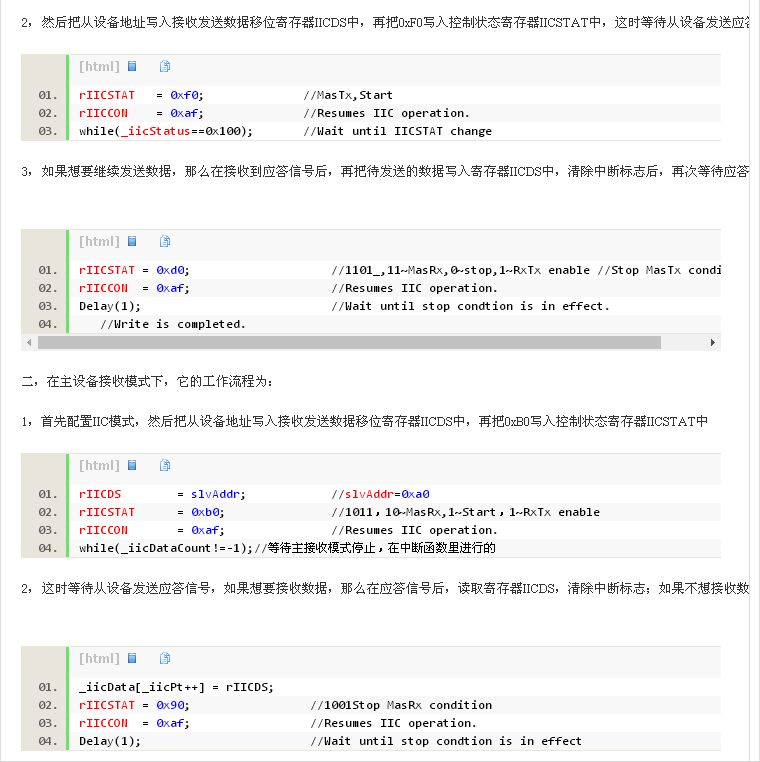 2，然后把从设备地址写入接收发送数据移位寄存器IICDS中，再把0xF0写入控制状态寄存器IICSTAT中，这时等待从设备发送应答
[html]
01. rIICSTAT   = 0xf0;              //MasTx,Start
02. rIICCON    = 0xaf;              //Resumes IIC operation.
03. while(_iicStatus==0x100);       //Wait until IICSTAT change
3，如果想要继续发送数据，那么在接收到应答信号后，再把待发送的数据写入寄存器IICDS中，清除中断标志后，再次等待应答
[html]
01. rIICSTAT = 0xd0;                    //1101_,11~MasRx,0~stop,1~RxTx enable //Stop MasTx condi
02. rIICCON  = 0xaf;                    //Resumes IIC operation.
03. Delay(1);                           //Wait until stop condtion is in effect.
04.    //Write is completed.
二，在主设备接收模式下，它的工作流程为：
1，首先配置IIC模式，然后把从设备地址写入接收发送数据移位寄存器IICDS中，再把0xB0写入控制状态寄存器IICSTAT中
[html]
01. rIICDS        = slvAddr;            //slvAddr=0xa0
02. rIICSTAT      = 0xb0;               //1011，10~MasRx,1~Start，1~RxTx enable
03. rIICCON       = 0xaf;               //Resumes IIC operation.
04. while(_iicDataCount!=-1);//等待主接收模式停止，在中断函数里进行的
2，这时等待从设备发送应答信号，如果想要接收数据，那么在应答信号后，读取寄存器IICDS，清除中断标志；如果不想接收数
[html]
01. _iicData[_iicPt++] = rIICDS;
02. rIICSTAT = 0x90;                 //1001Stop MasRx condition
03. rIICCON  = 0xaf;                 //Resumes IIC operation.
04. Delay(1);                        //Wait until stop condtion is in effect